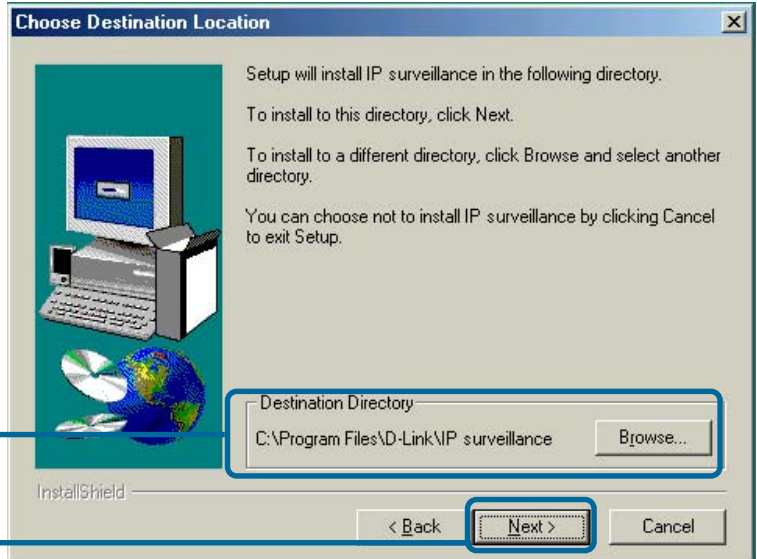 Choose Destination Location
Setup will install IP surveillance in the following directory.
To install to this directory, click Next.
To install to a different directory, click Browse and select another
directory.
You can choose not to install IP surveillance by clicking Cancel
to exit Setup.
Destination Directory
C:\Program Files\D-Link\IP surveillance
Browse...
InstallShield
< Back
Next >
Cancel